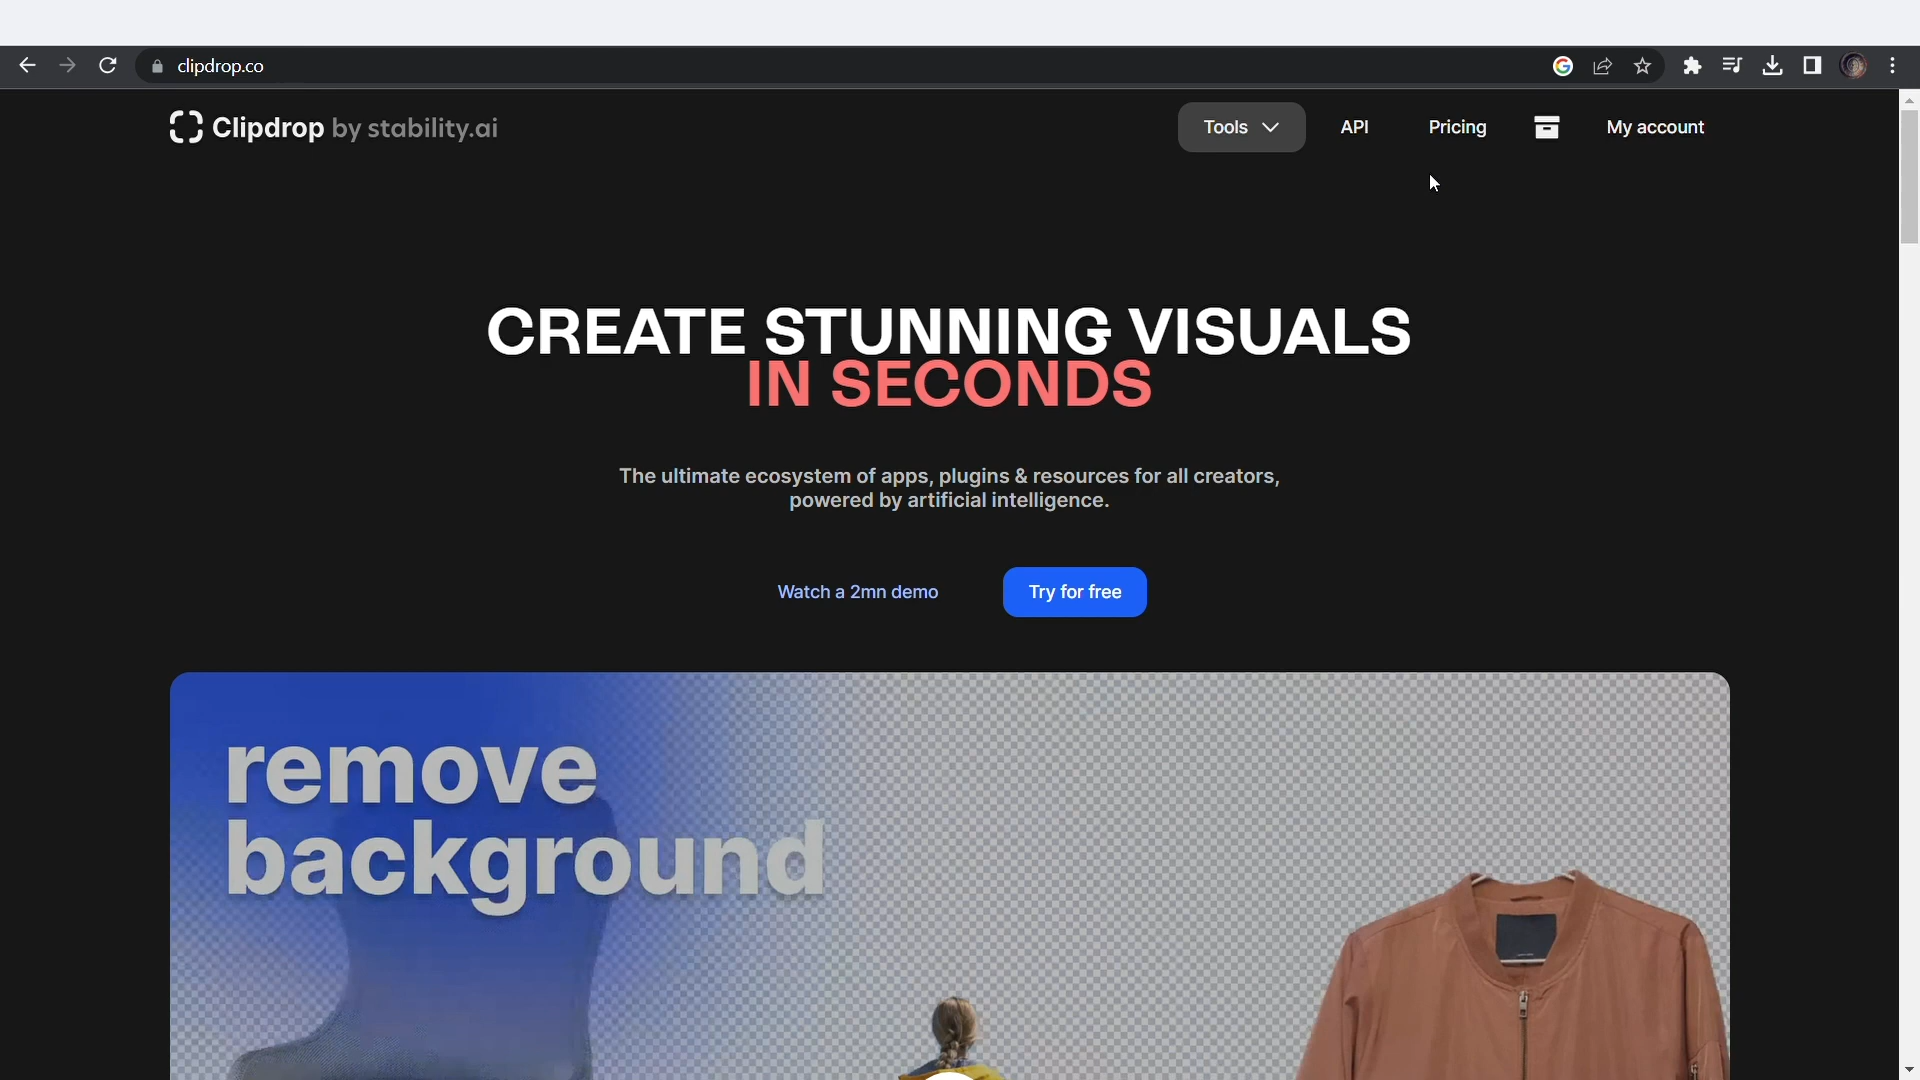 clipdrop.co
Clipdrop by stability.ai
Tools
API
Pricing
My account
CREATE STUNNING VISUALS
IN SECONDS
The ultimate ecosystem of apps, plugins & resources for all creators,
powered by artificial intelligence.
Watch a 2mn demo
Try for free
remove
background